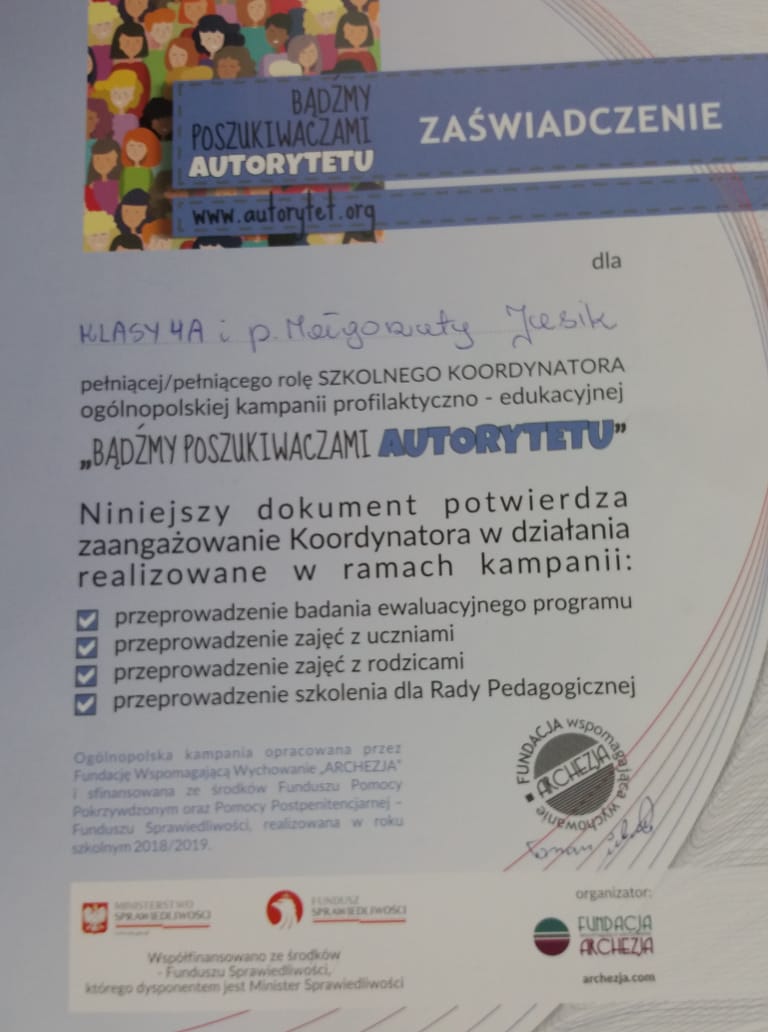 BĄDŹMY
POSZUKIWACZAMI
AUTORYTETU
ZAŚWIADCZENIE
www.autorytet.org
dla
KLASY 4A i p. Małgorzaty Jasik
pełniącej/pełniącego rolę SZKOLNEGO KOORDYNATORA
ogólnopolskiej kampanii profilaktyczno - edukacyjnej
„BĄDŹMY POSZUKIWACZAMI AUTORYTETU”
Niniejszy dokument potwierdza
zaangażowanie Koordynatora w działania
realizowane w ramach kampanii:
przeprowadzenie badania ewaluacyjnego programu
przeprowadzenie zajęć z uczniami
przeprowadzenie zajęć z rodzicami
przeprowadzenie szkolenia dla Rady Pedagogicznej
Ogólnopolska kampania opracowana przez
Fundację Wspomagającą Wychowanie „ARCHEZJA”
i sfinansowana ze środków Funduszu Pomocy
Pokrzywdzonym oraz Pomocy Postpenitencjarnej –
Funduszu Sprawiedliwości, realizowana w roku
szkolnym 2018/2019.
FUNDACJA wspomagająca wychowanie
ARCHEZJA
MINISTERSTWO
SPRAWIEDLIWOŚCI
FUNDUSZ
SPRAWIEDLIWOŚCI
Współfinansowano ze środków
- Funduszu Sprawiedliwości,
którego dysponentem jest Minister Sprawiedliwości
organizator:
FUNDACJA
ARCHEZJA
archezja.com